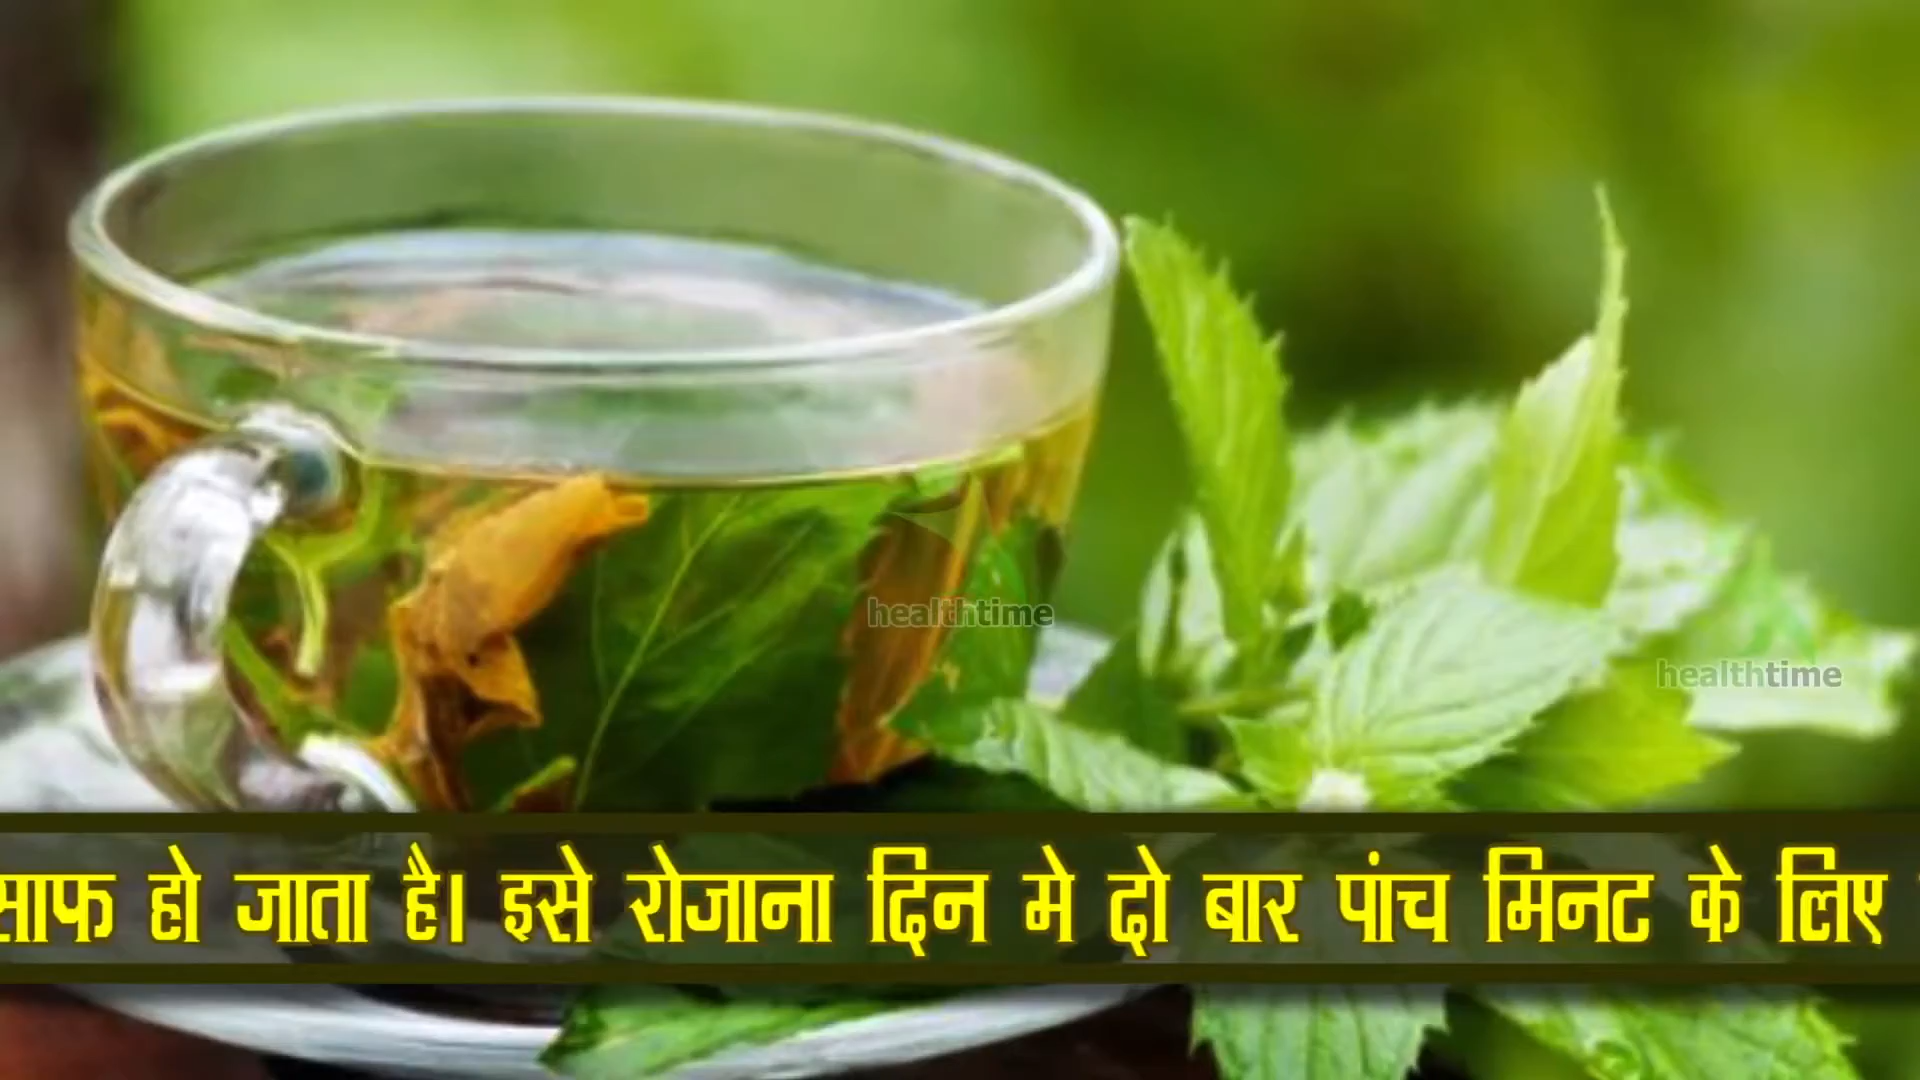 healthtime
healthtime
साफ हो जाता है। इसे रोजाना दिन मे दो बार पांच मिनट के लिए